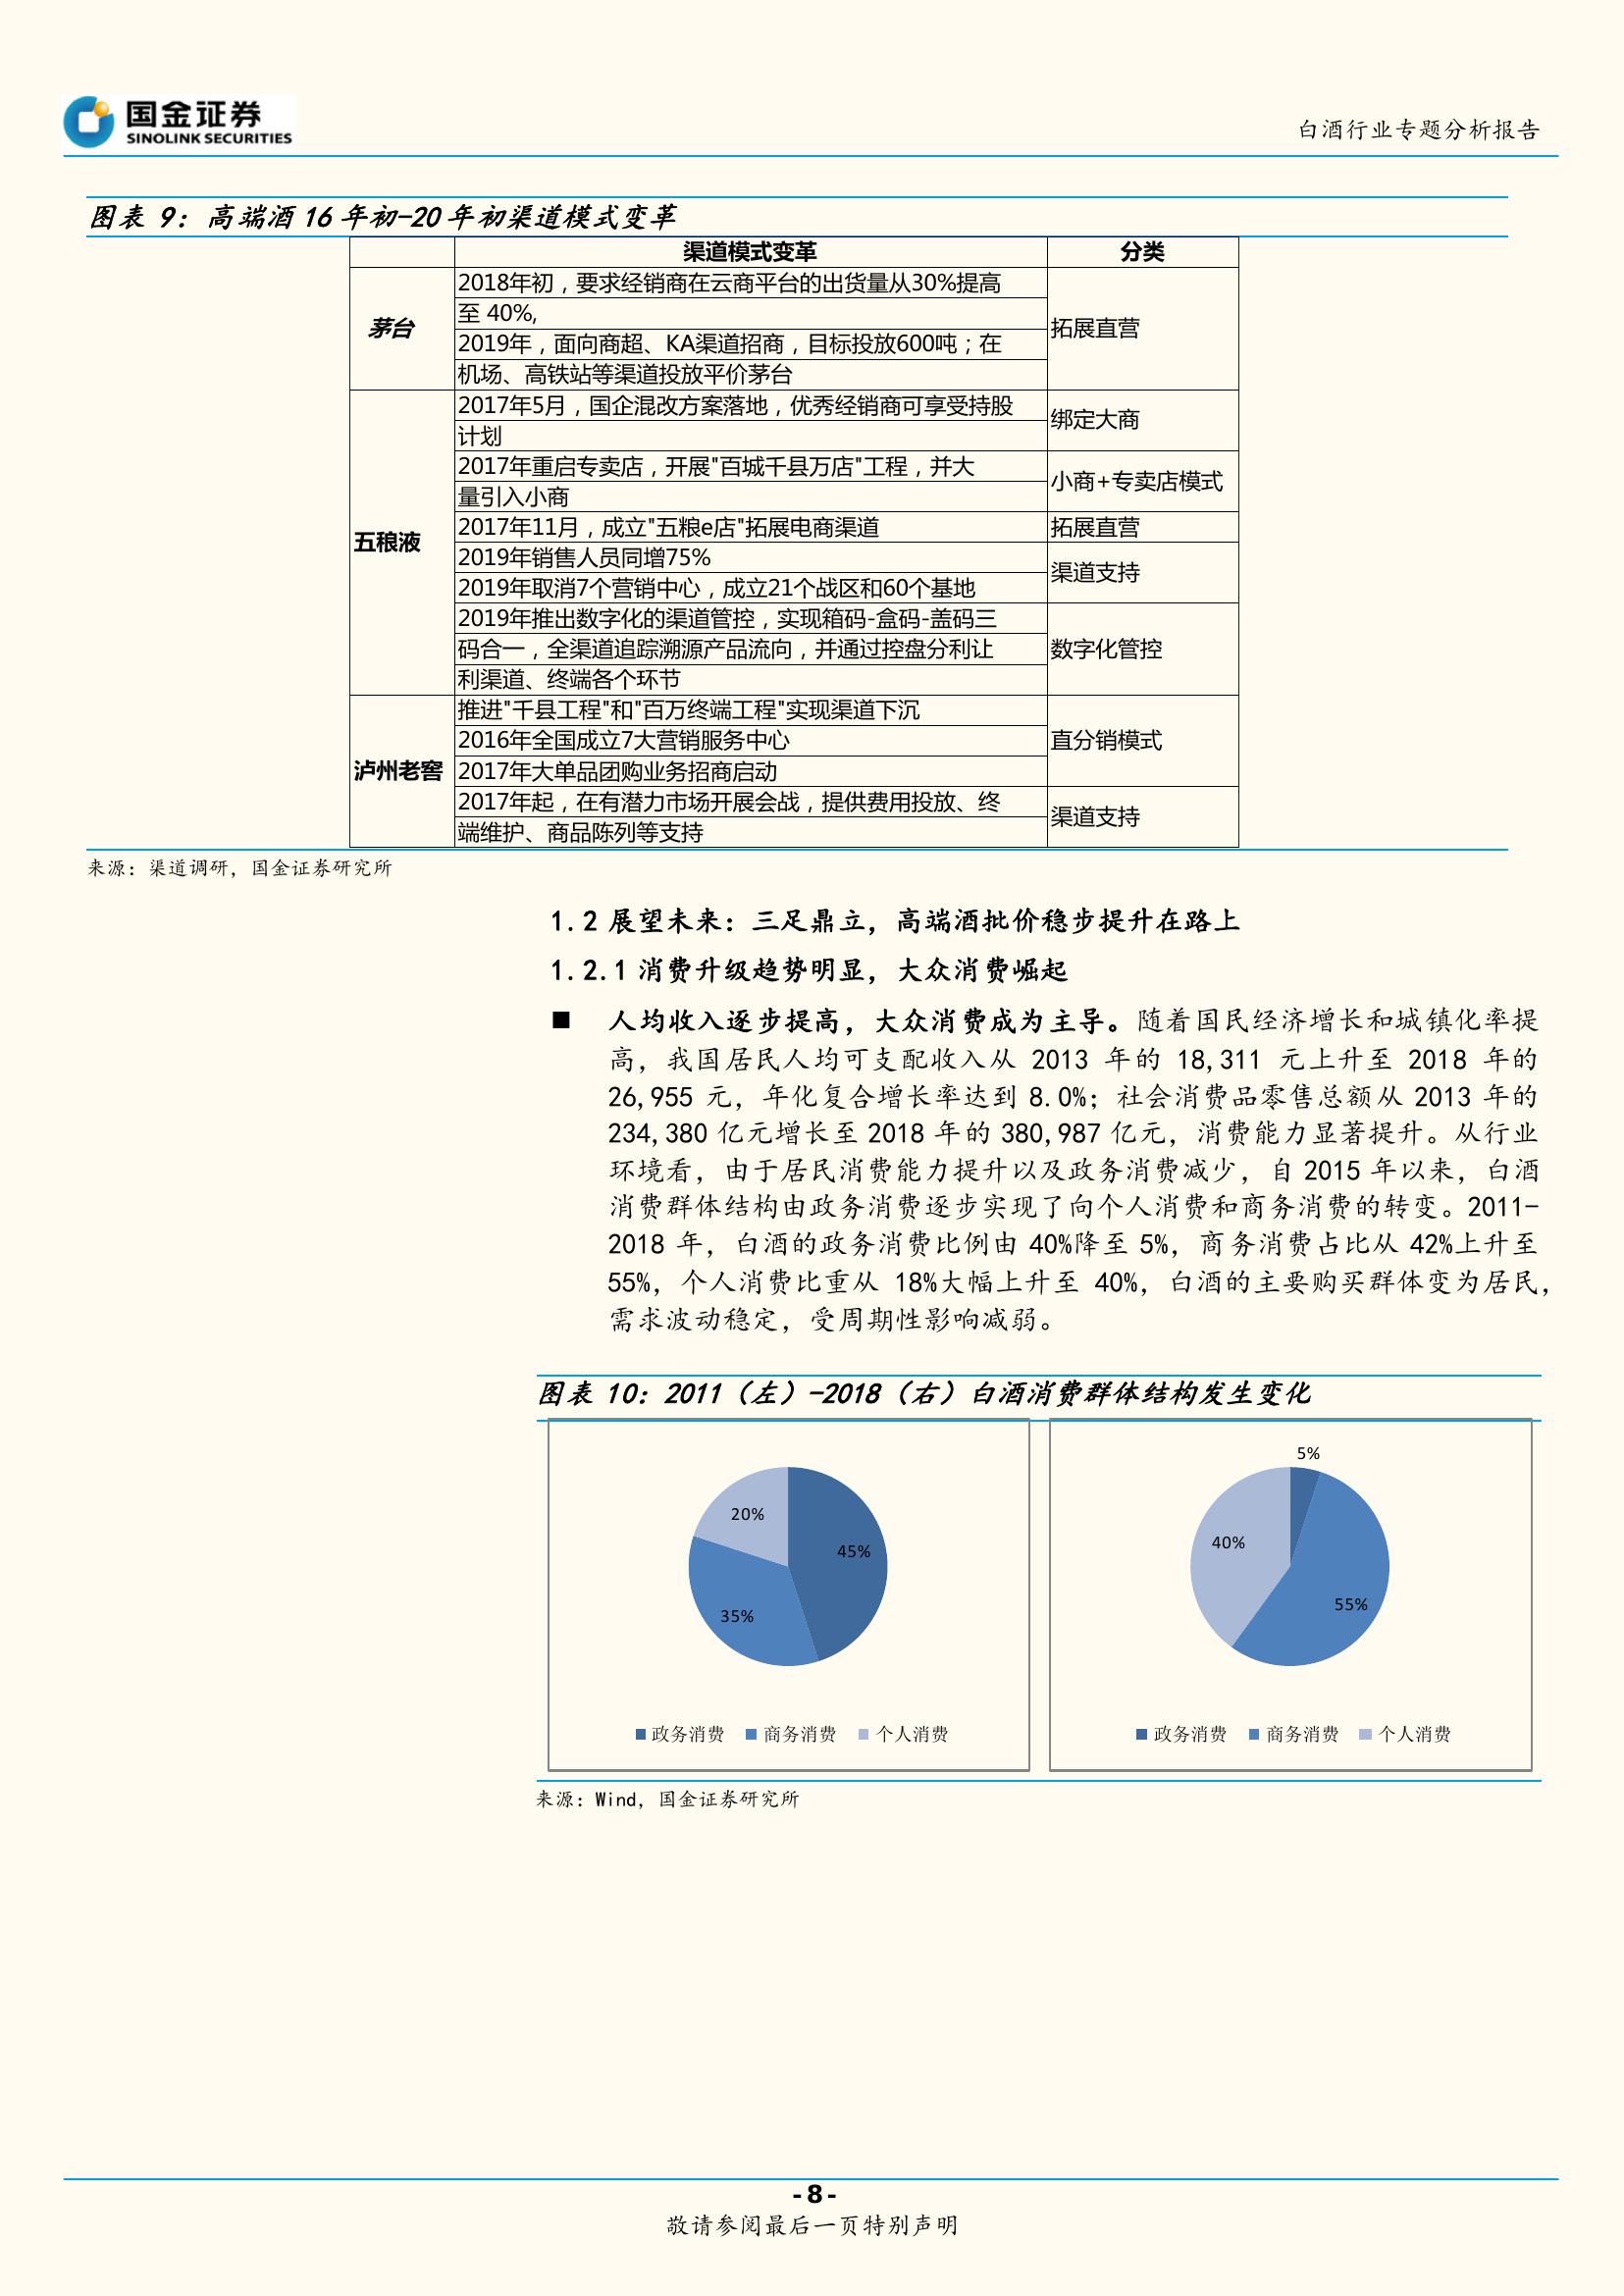 国金证券
SINOLINK SECURITIES
白酒行业专题分析报告
图表 9：高端酒 16 年初-20 年初渠道模式变革
渠道模式变革 分类
茅台
2018年初，要求经销商在云商平台的出货量从30%提高
至 40%,
2019年，面向商超、KA渠道招商，目标投放600吨；在
机场、高铁站等渠道投放平价茅台
拓展直营
五粮液
2017年5月，国企混改方案落地，优秀经销商可享受持股
计划
绑定大商
2017年重启专卖店，开展"百城千县万店"工程，并大
量引入小商
小商+专卖店模式
2017年11月，成立"五粮e店"拓展电商渠道 拓展直营
2019年销售人员同增75%
2019年取消7个营销中心，成立21个战区和60个基地
渠道支持
2019年推出数字化的渠道管控，实现箱码-盒码-盖码三
码合一，全渠道追踪溯源产品流向，并通过控盘分利让
利渠道、终端各个环节
数字化管控
泸州老窖
推进"千县工程"和"百万终端工程"实现渠道下沉
2016年全国成立7大营销服务中心
2017年大单品团购业务招商启动
直分销模式
2017年起，在有潜力市场开展会战，提供费用投放、终
端维护、商品陈列等支持
渠道支持
来源：渠道调研，国金证券研究所
1.2 展望未来：三足鼎立，高端酒批价稳步提升在路上
1.2.1 消费升级趋势明显，大众消费崛起
■ 人均收入逐步提高，大众消费成为主导。随着国民经济增长和城镇化率提
高，我国居民人均可支配收入从 2013 年的 18,311 元上升至 2018 年的
26,955 元，年化复合增长率达到 8.0%；社会消费品零售总额从 2013 年的
234,380 亿元增长至 2018 年的 380,987 亿元，消费能力显著提升。从行业
环境看，由于居民消费能力提升以及政务消费减少，自 2015 年以来，白酒
消费群体结构由政务消费逐步实现了向个人消费和商务消费的转变。2011-
2018 年，白酒的政务消费比例由 40%降至 5%，商务消费占比从 42%上升至
55%，个人消费比重从 18%大幅上升至 40%，白酒的主要购买群体变为居民，
需求波动稳定，受周期性影响减弱。
图表 10：2011（左）-2018（右）白酒消费群体结构发生变化
20%
45%
35%
政务消费 商务消费 个人消费
5%
40%
55%
政务消费 商务消费 个人消费
来源：Wind，国金证券研究所
- 8 -
敬请参阅最后一页特别声明